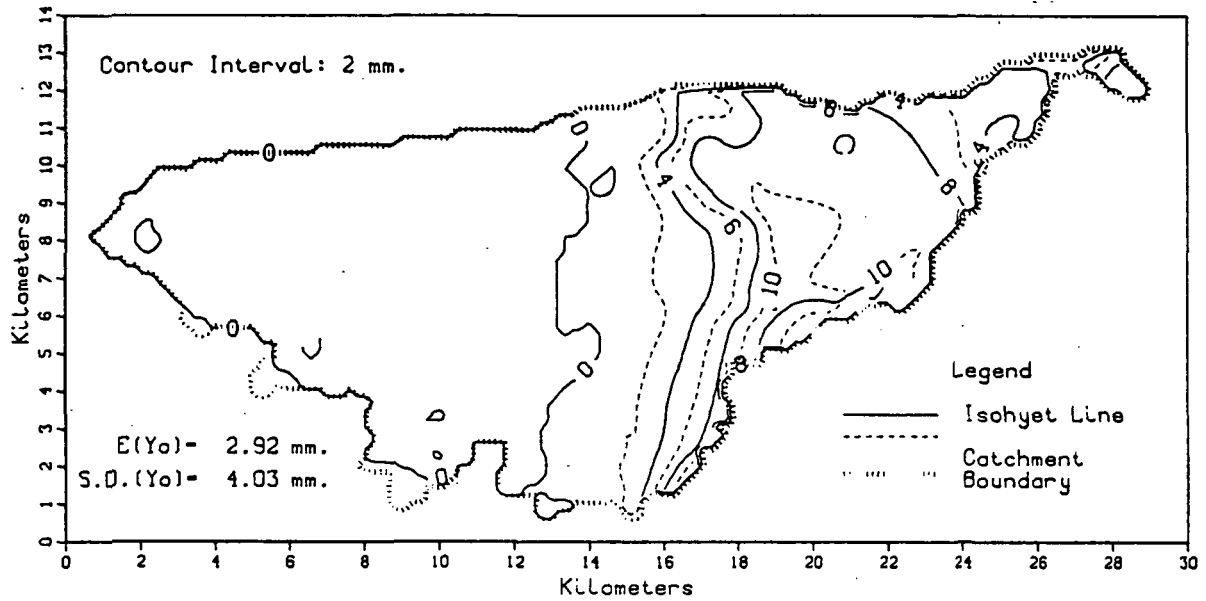 Contour Interval: 2 mm.
0
0
0
0
0
0
4
6
8
10
10
8
8
4
4
E(Yo)= 2.92 mm.
S.D.(Yo)= 4.03 mm.
Legend
Isohyet Line
Catchment
Boundary
Kilometers
0 1 2 3 4 5 6 7 8 9 10 11 12 13 14
0 2 4 6 8 10 12 14 16 18 20 22 24 26 28 30
Kilometers